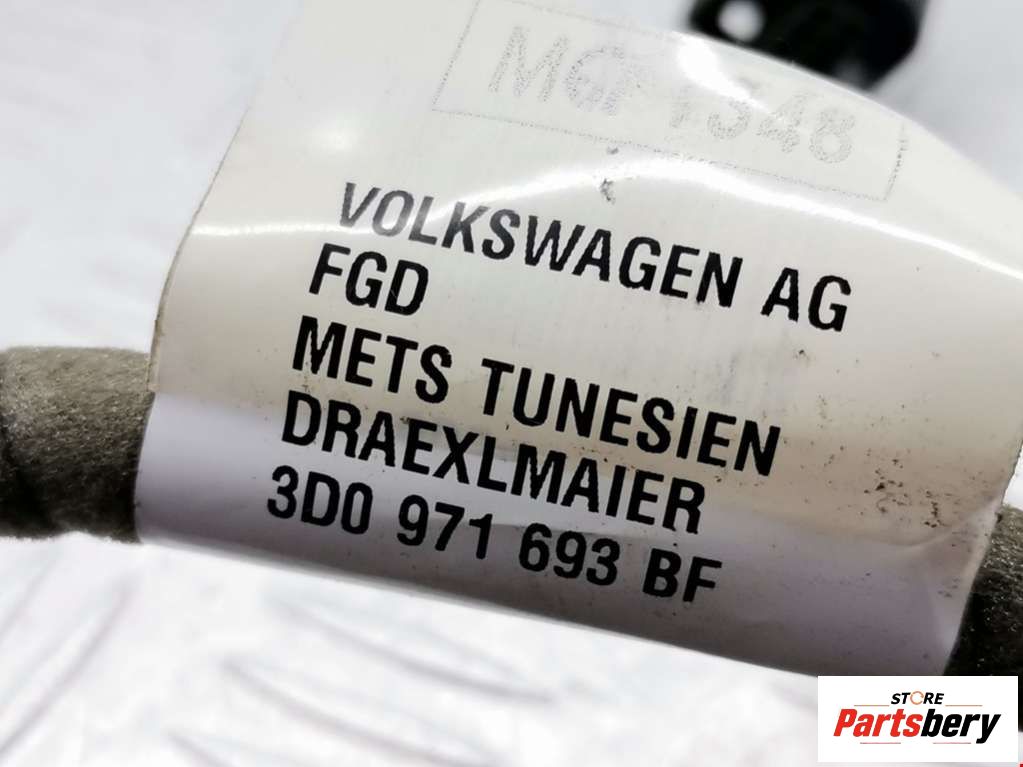 VOLKSWAGEN AG
FGD
METS TUNESIEN
DRAEXLMAIER
3D0 971 693 BF
STORE
Partsbery